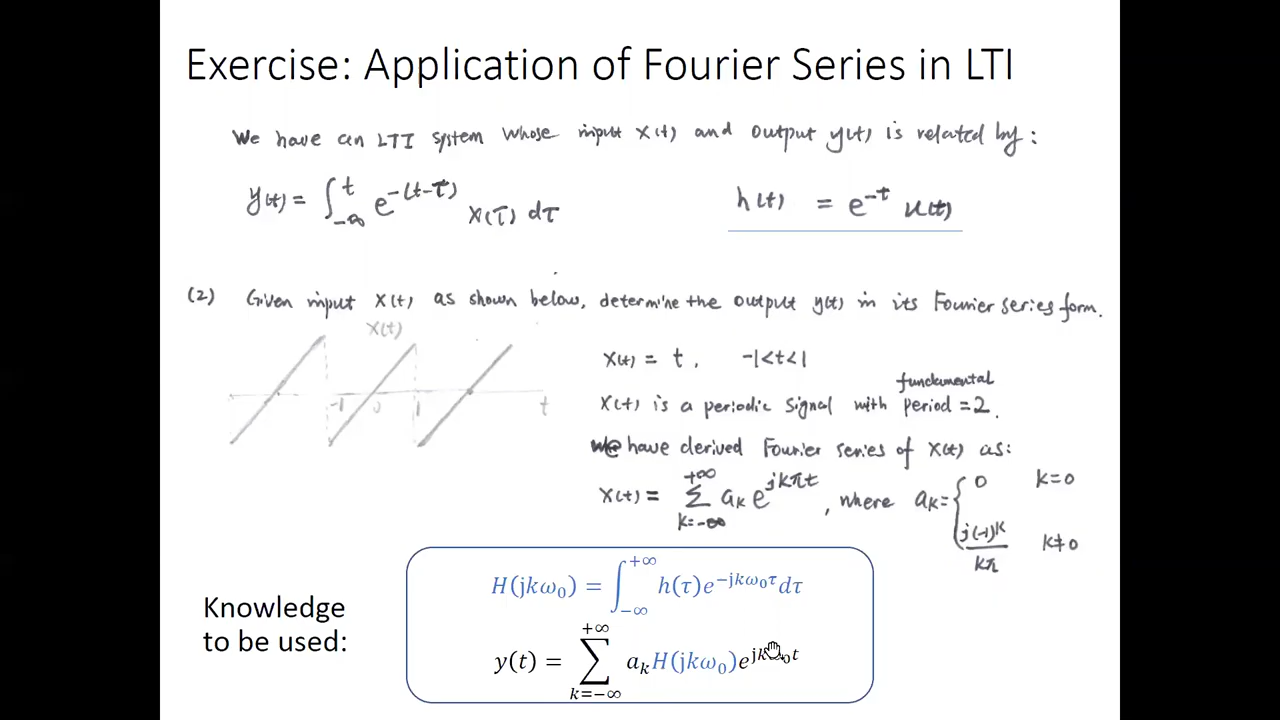 Exercise: Application of Fourier Series in LTI
We have an LTI system whose input x(t) and output y(t) is related by:
y(t) = ∫_{-∞}^{t} e^{-(t-τ)} x(τ) dτ
h(t) = e^{-t} u(t)
(2) Given input x(t) as shown below, determine the output y(t) in its Fourier series form.
x(t)
-1 0 1 t
x(t) = t, -1<t<1
x(t) is a periodic signal with fundamental period = 2.
We have derived Fourier series of x(t) as:
x(t) = Σ_{k=-∞}^{+∞} a_k e^{jkπt}, where a_k = { 0 k=0
j(-1)^k / kπ k≠0
H(jkω₀) = ∫_{-∞}^{+∞} h(τ)e^{-jkω₀τ}dτ
Knowledge
to be used:
y(t) = Σ_{k=-∞}^{+∞} a_k H(jkω₀)e^{jkω₀t}